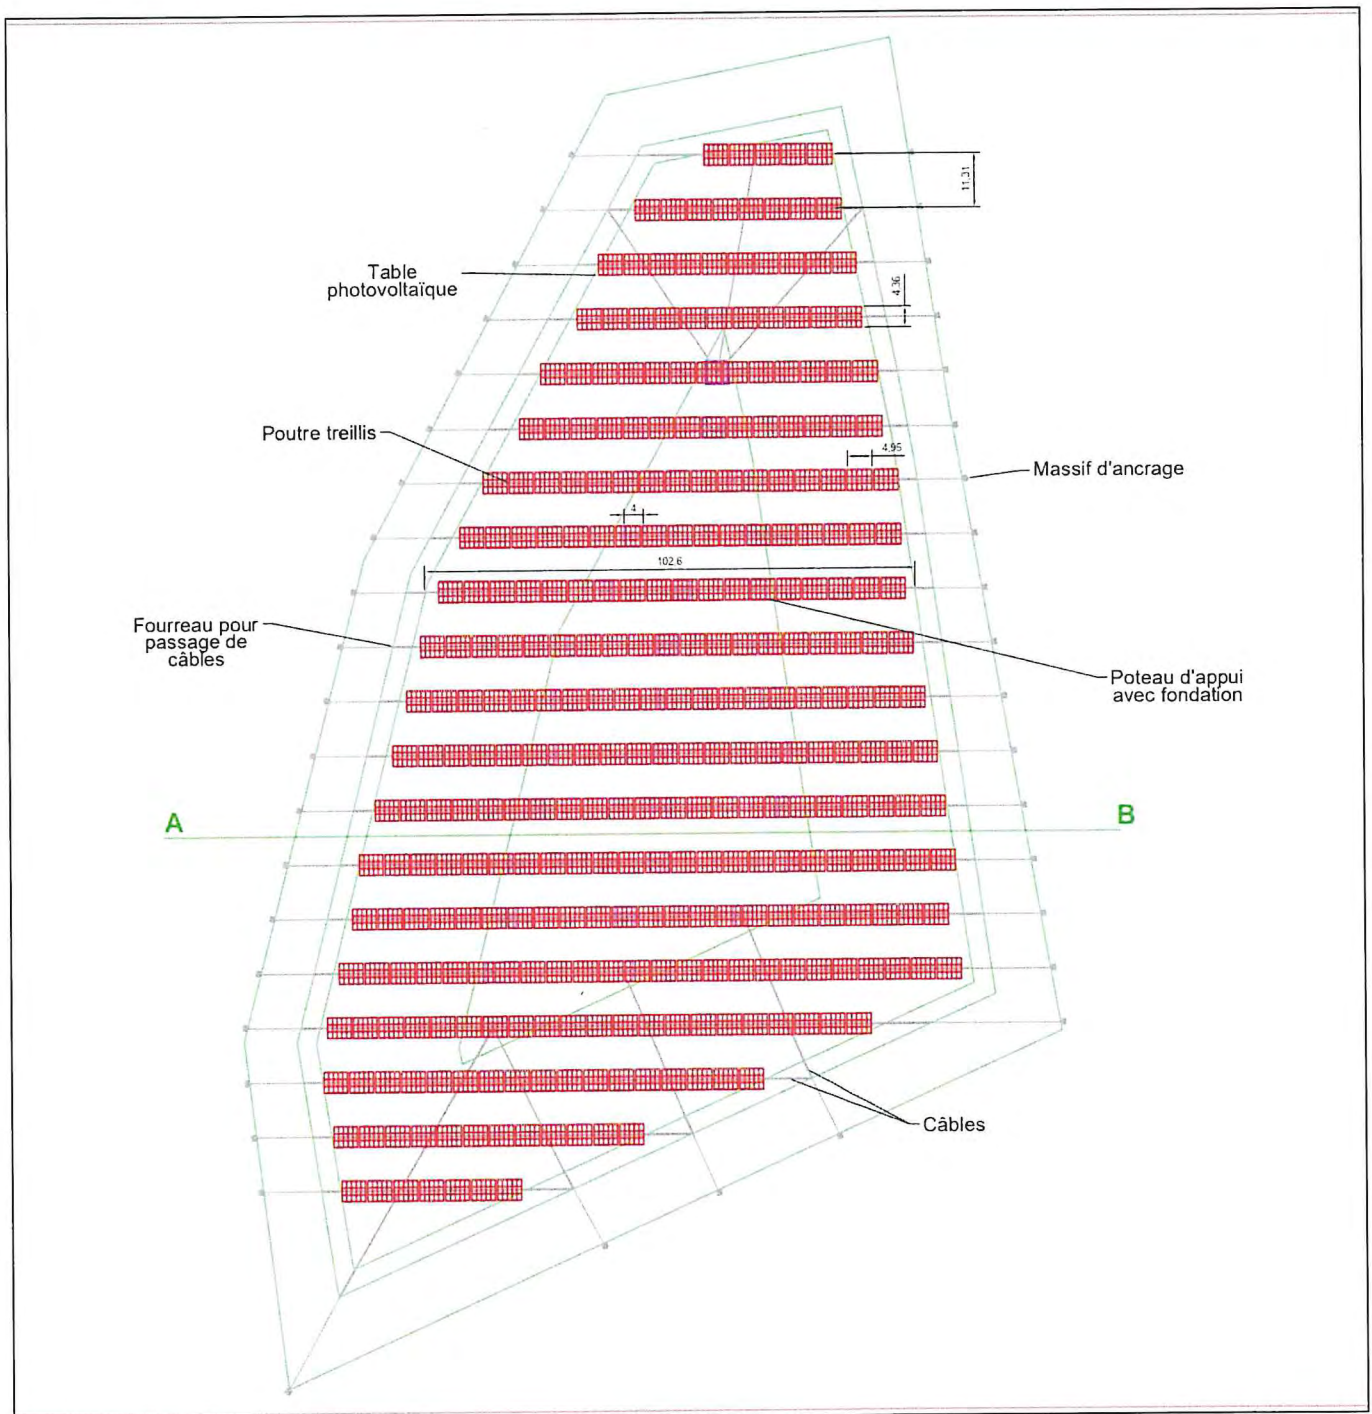 11,31
Table
photovoltaïque
4.36
Poutre treillis
4,95
Massif d'ancrage
4
102.6
Fourreau pour
passage de
câbles
Poteau d'appui
avec fondation
A
B
Câbles